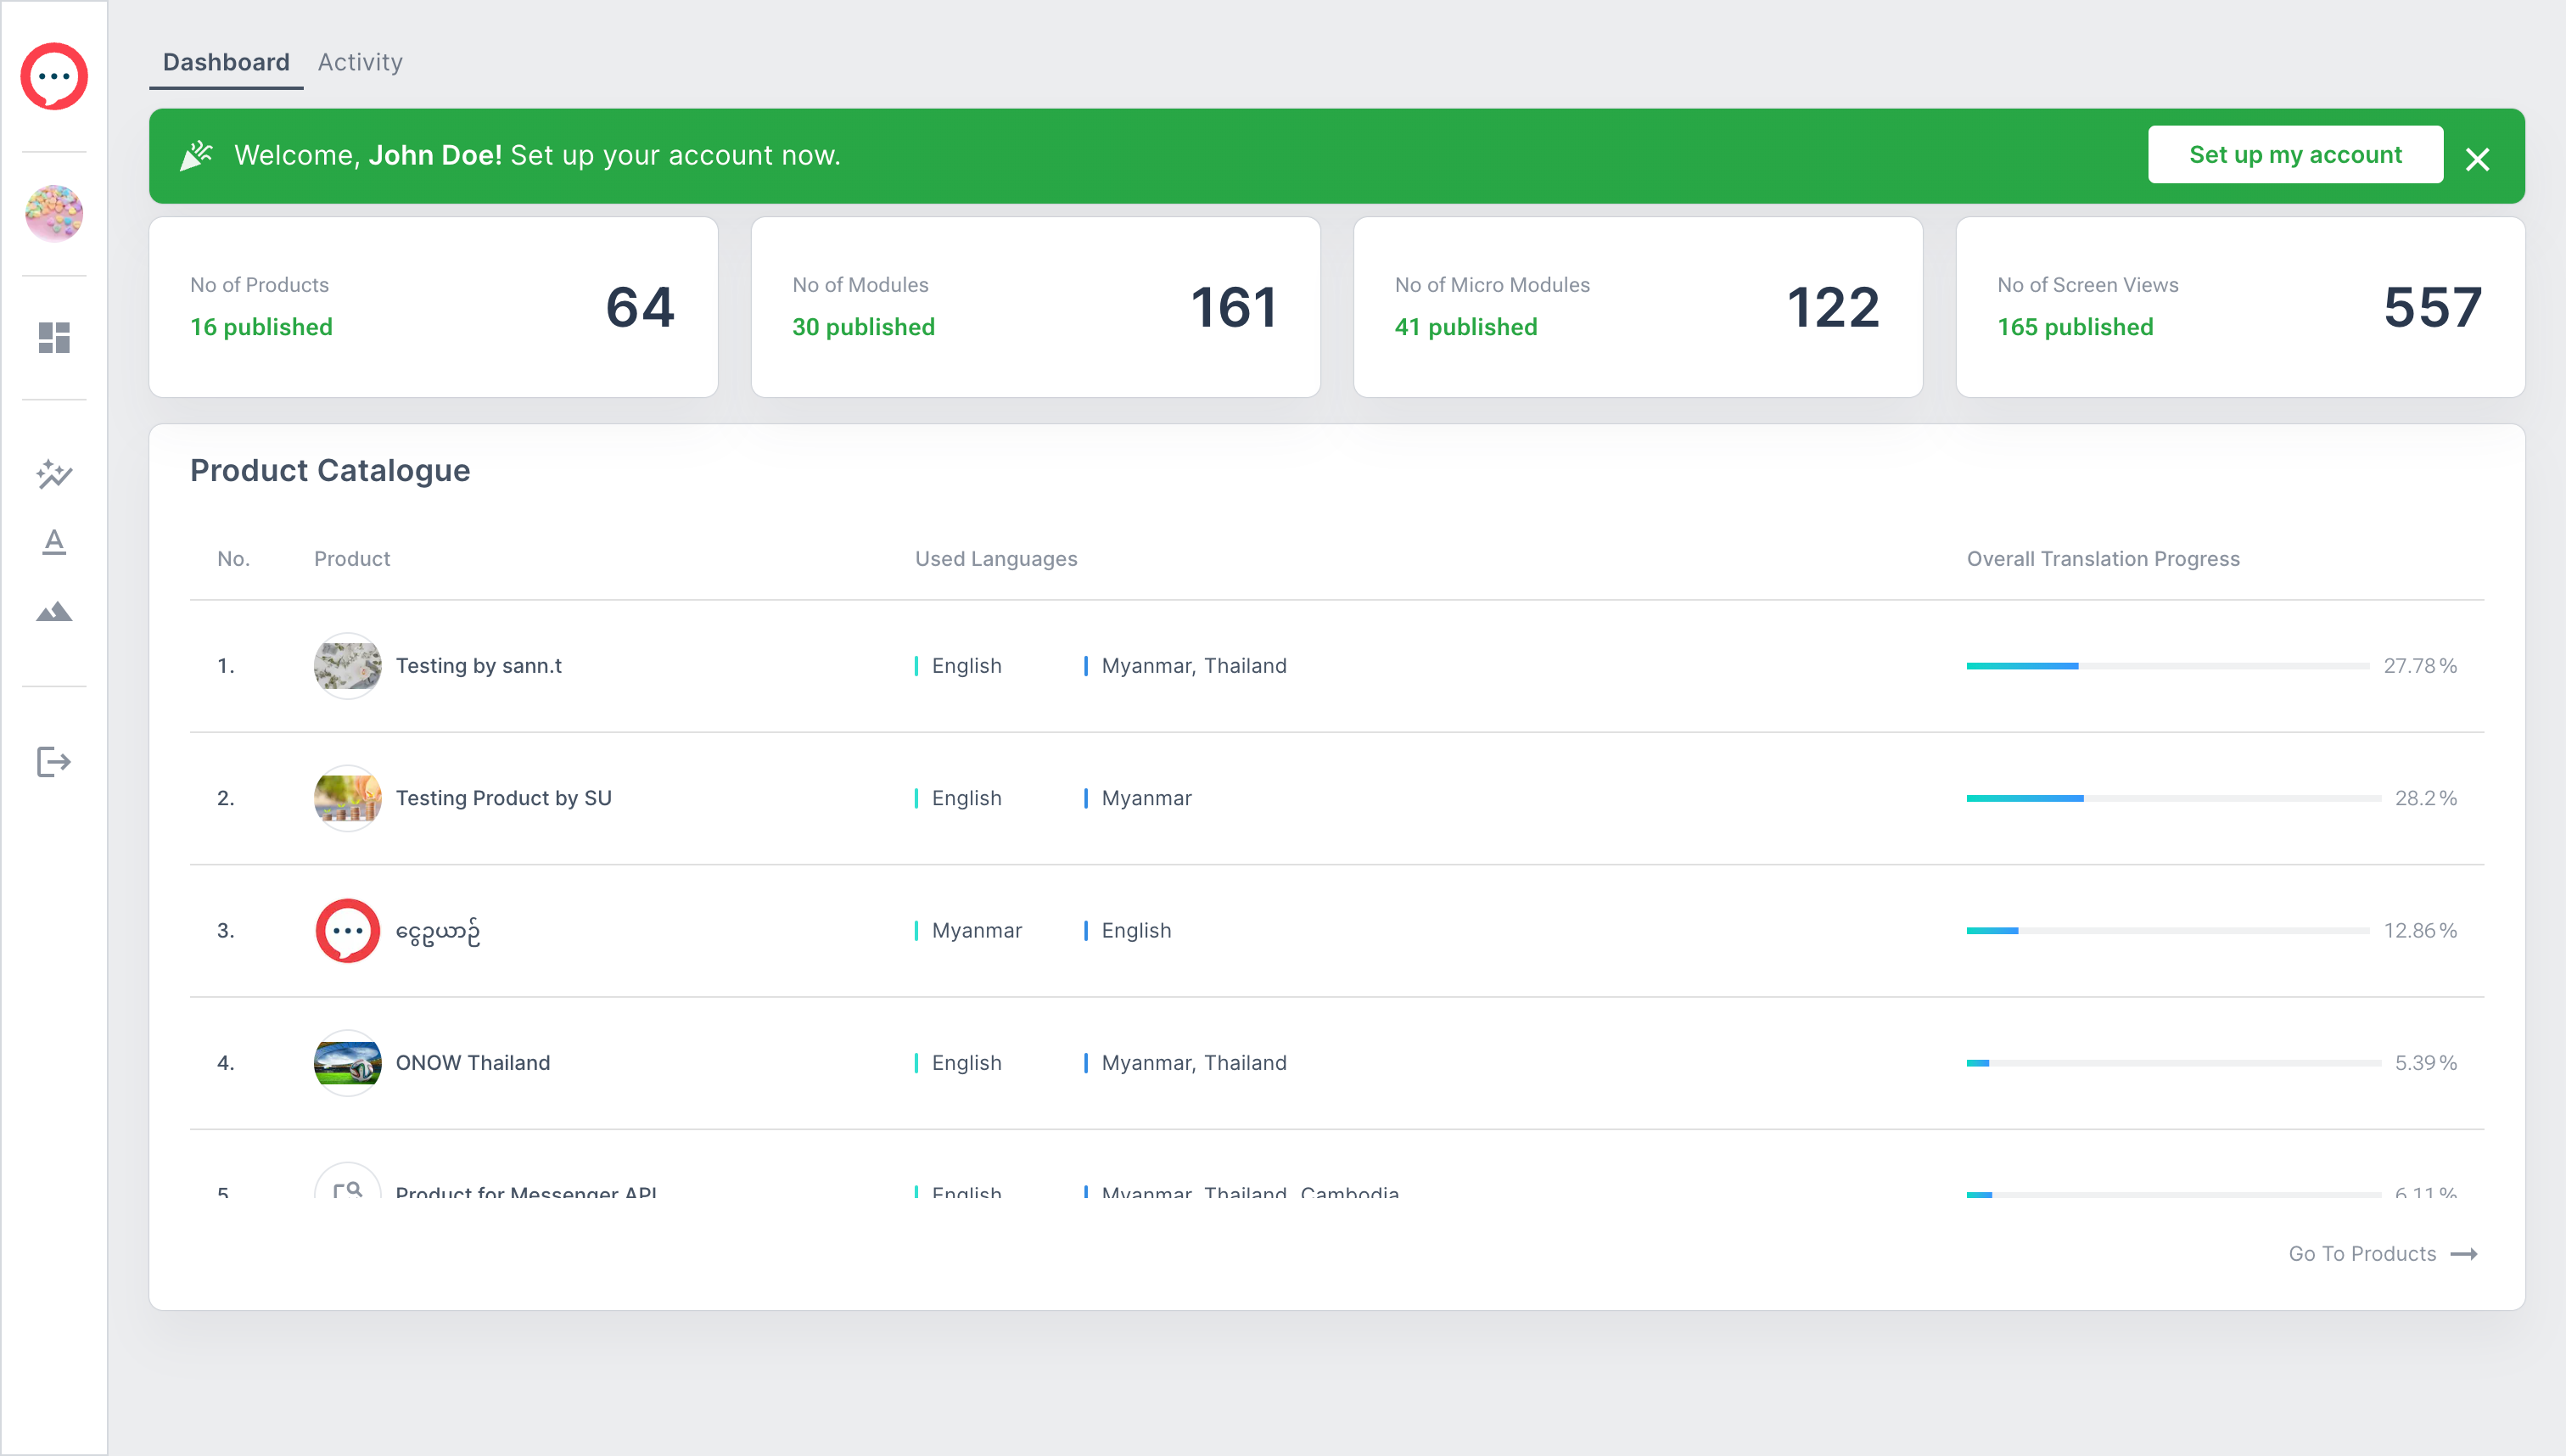 Dashboard Activity
Welcome, John Doe! Set up your account now.
Set up my account
No of Products
16 published
64
No of Modules
30 published
161
No of Micro Modules
41 published
122
No of Screen Views
165 published
557
Product Catalogue
No. Product Used Languages Overall Translation Progress
1. Testing by sann.t English Myanmar, Thailand 27.78 %
2. Testing Product by SU English Myanmar 28.2 %
3. ငွေဥယာဉ် Myanmar English 12.86 %
4. ONOW Thailand English Myanmar, Thailand 5.39 %
5 Product for Messenger API English Myanmar, Thailand, Cambodia 6.11 %
Go To Products